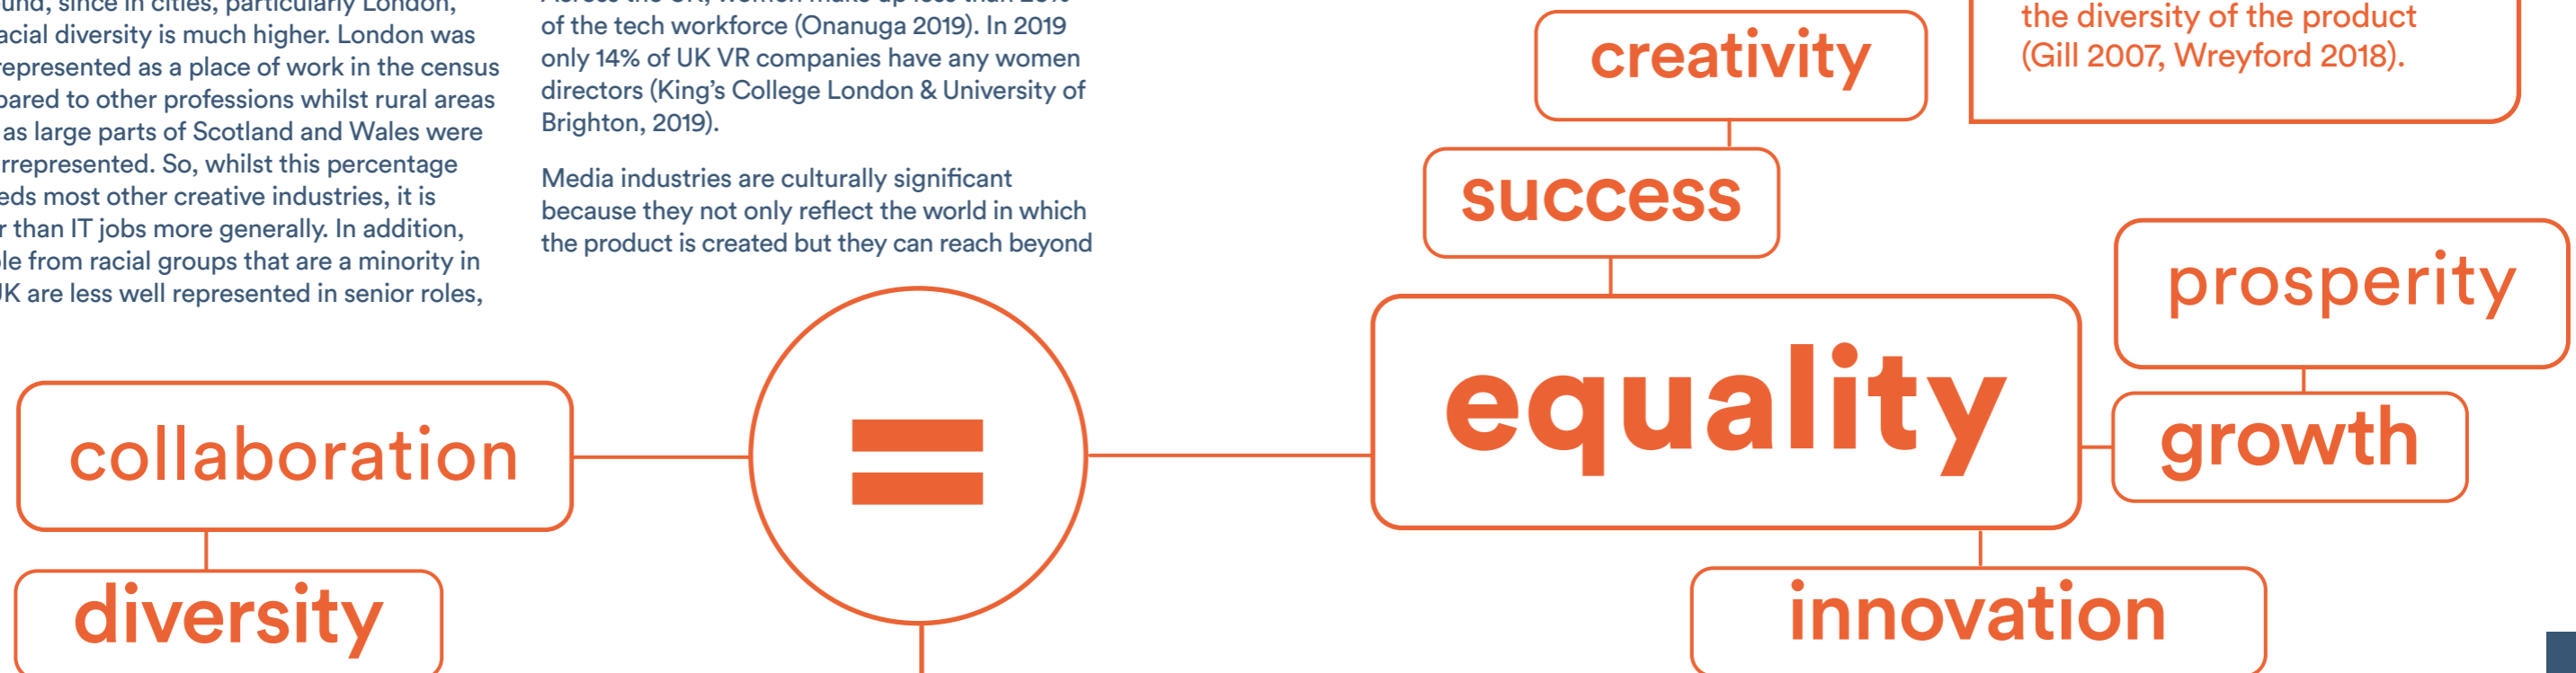 since in cities, particularly London,
diversity is much higher. London was
represented as a place of work in the census
to other professions whilst rural areas
as large parts of Scotland and Wales were
So, whilst this percentage
most other creative industries, it is
than IT jobs more generally. In addition,
from racial groups that are a minority in
are less well represented in senior roles,
of the tech workforce (Onanuga 2019). In 2019
only 14% of UK VR companies have any women
directors (King's College London & University of
Brighton, 2019).
Media industries are culturally significant
because they not only reflect the world in which
the product is created but they can reach beyond
the diversity of the product
(Gill 2007, Wreyford 2018).
creativity
success
prosperity
equality
growth
innovation
collaboration
=
diversity